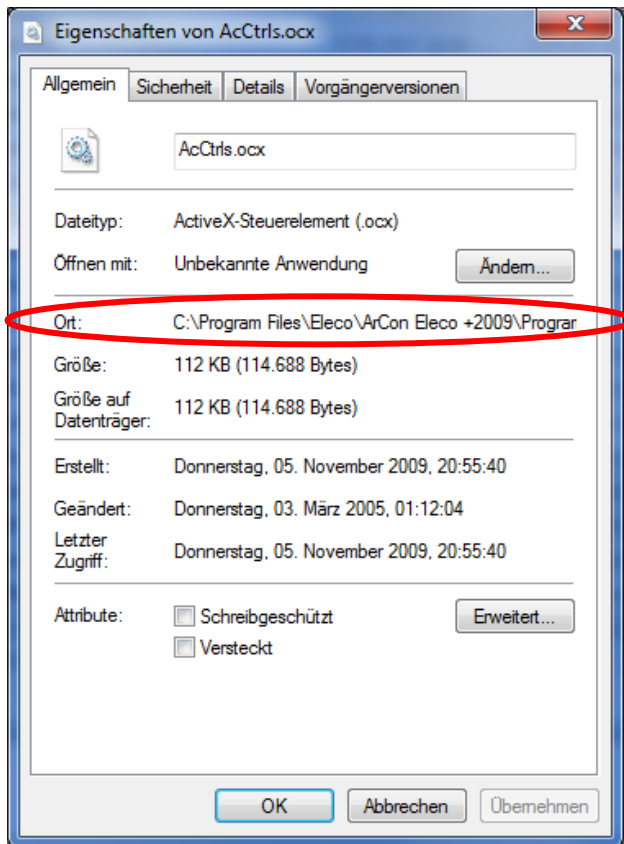 Eigenschaften von AcCtrls.ocx
Allgemein Sicherheit Details Vorgängerversionen
AcCtrls.ocx
Dateityp: ActiveX-Steuerelement (.ocx)
Öffnen mit: Unbekannte Anwendung Ändern...
Ort: C:\Program Files\Eleco\ArCon Eleco +2009\Program
Größe: 112 KB (114.688 Bytes)
Größe auf
Datenträger: 112 KB (114.688 Bytes)
Erstellt: Donnerstag, 05. November 2009, 20:55:40
Geändert: Donnerstag, 03. März 2005, 01:12:04
Letzter
Zugriff: Donnerstag, 05. November 2009, 20:55:40
Attribute: Schreibgeschützt Erweitert...
Versteckt
OK Abbrechen Übernehmen